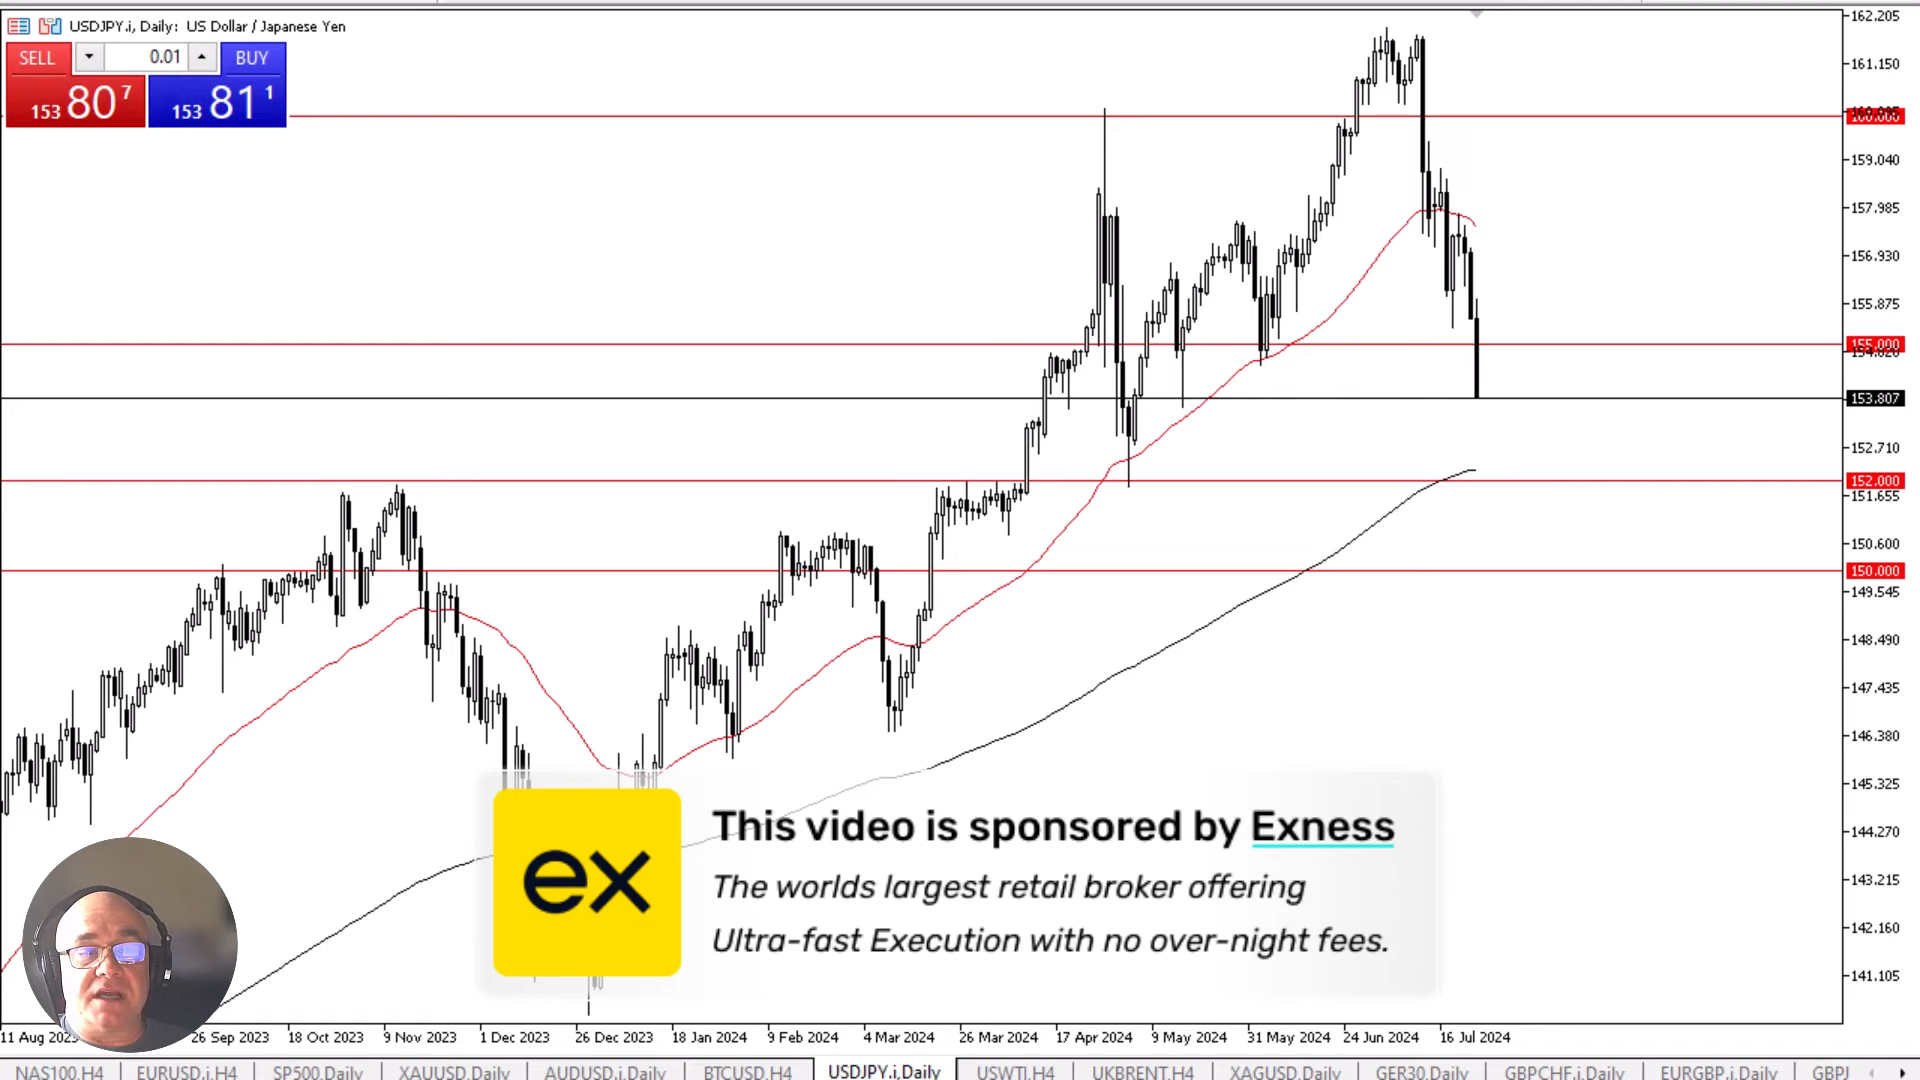 USDJPY.i, Daily: US Dollar / Japanese Yen
SELL 0.01 BUY
153 80 7 153 81 1
162.205
161.150
160.000
159.040
157.985
156.930
155.875
155.000
153.807
152.710
152.000
151.655
150.600
150.000
149.545
148.490
147.435
146.380
145.325
144.270
143.215
142.160
141.105
This video is sponsored by Exness
ex
The worlds largest retail broker offering
Ultra-fast Execution with no over-night fees.
11 Aug 2023 26 Sep 2023 18 Oct 2023 9 Nov 2023 1 Dec 2023 26 Dec 2023 18 Jan 2024 9 Feb 2024 4 Mar 2024 26 Mar 2024 17 Apr 2024 9 May 2024 31 May 2024 24 Jun 2024 16 Jul 2024
NAS100.H4 EURUSD.i.H4 SP500.Daily XAUUSD.Daily AUDUSD.i.Daily BTCUSD.H4 USDJPY.i,Daily USWTI.H4 UKBRENT.H4 XAGUSD.Daily GER30.Daily GBPCHF.i.Daily EURGBP.i.Daily GBPJ